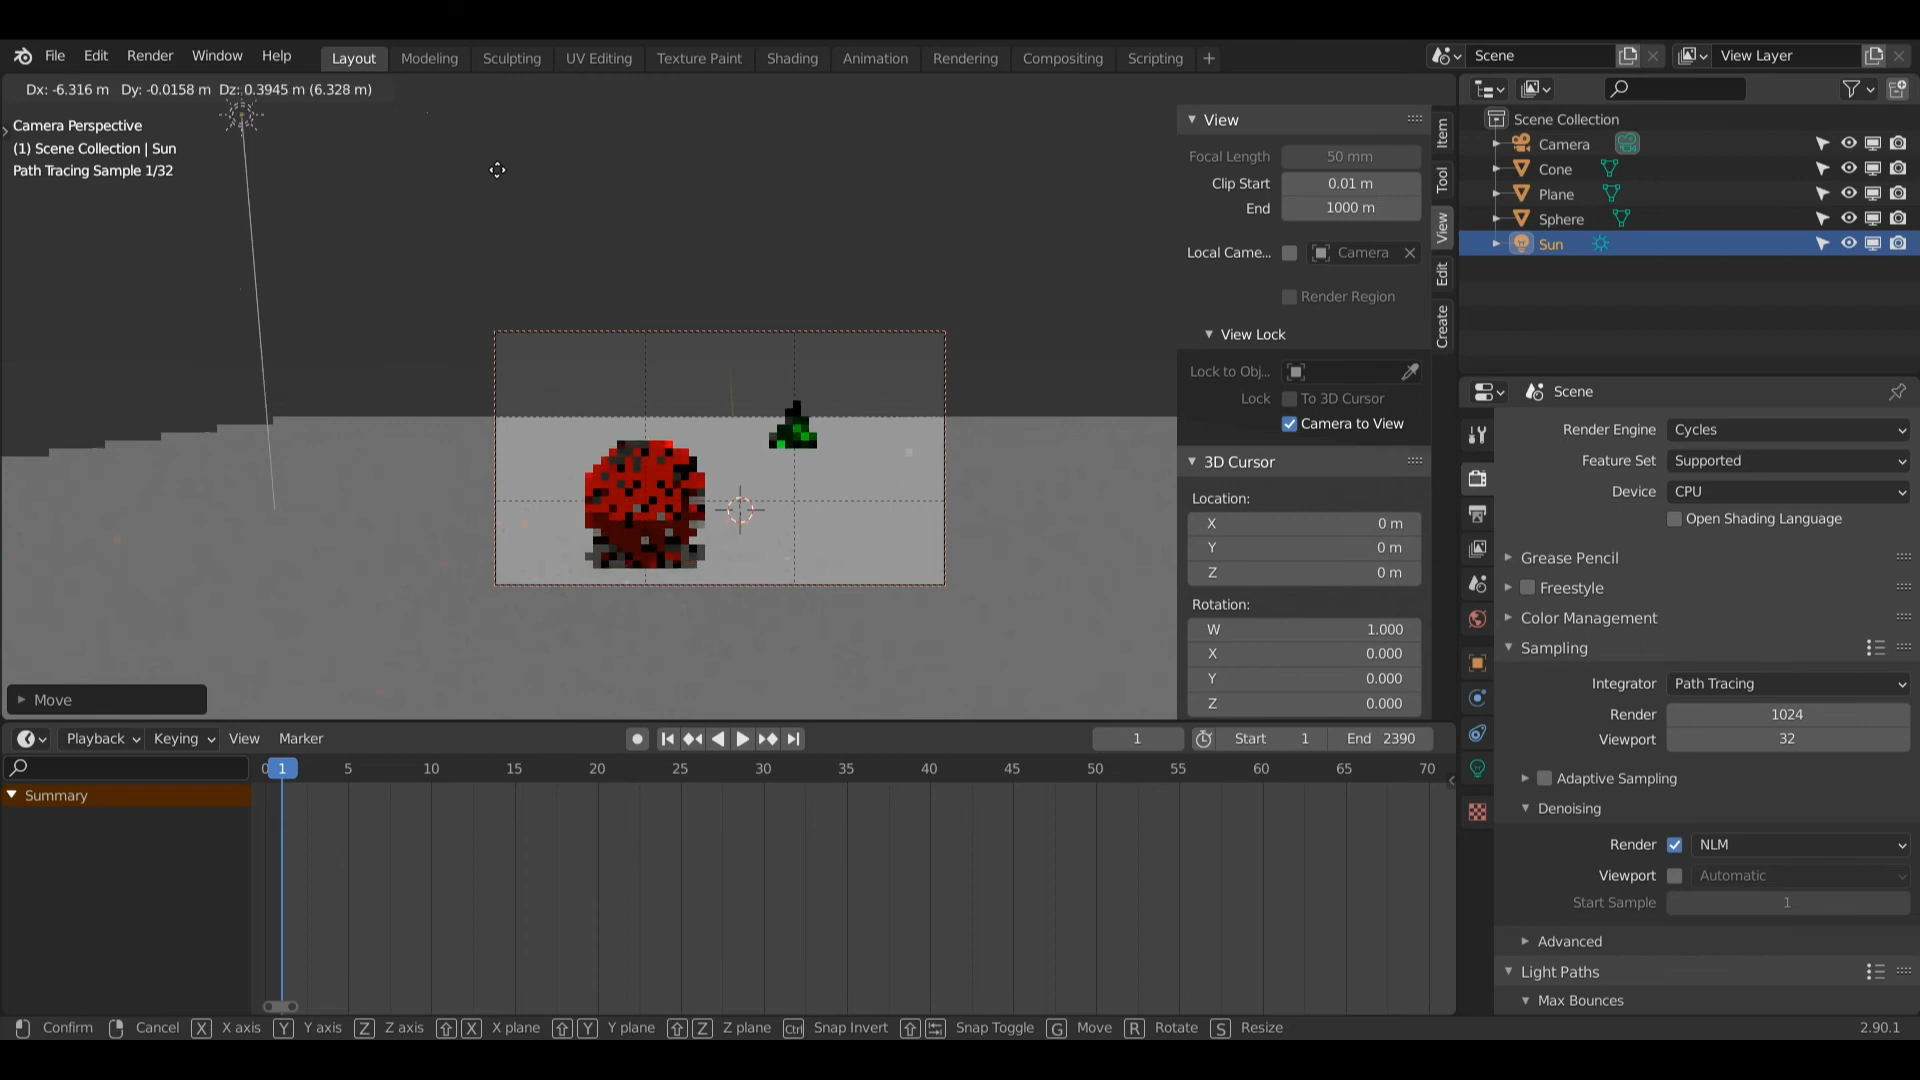 File Edit Render Window Help Layout Modeling Sculpting UV Editing Texture Paint Shading Animation Rendering Compositing Scripting + Scene View Layer
Dx: -6.316 m Dy: -0.0158 m Dz: 0.3945 m (6.328 m)
Camera Perspective
(1) Scene Collection | Sun
Path Tracing Sample 1/32
View
Focal Length 50 mm
Clip Start 0.01 m
End 1000 m
Local Came... Camera
Render Region
View Lock
Lock to Obj...
Lock To 3D Cursor
Camera to View
3D Cursor
Location:
X 0 m
Y 0 m
Z 0 m
Rotation:
W 1.000
X 0.000
Y 0.000
Z 0.000
Item
Tool
View
Edit
Create
Scene Collection
Camera
Cone
Plane
Sphere
Sun
Scene
Render Engine Cycles
Feature Set Supported
Device CPU
Open Shading Language
Grease Pencil
Freestyle
Color Management
Sampling
Integrator Path Tracing
Render 1024
Viewport 32
Adaptive Sampling
Denoising
Render NLM
Viewport Automatic
Start Sample 1
Advanced
Light Paths
Max Bounces
Move
Playback Keying View Marker 1 Start 1 End 2390
0 1 5 10 15 20 25 30 35 40 45 50 55 60 65 70
Summary
Confirm Cancel X X axis Y Y axis Z Z axis X X plane Y Y plane Z Z plane Ctrl Snap Invert Snap Toggle G Move R Rotate S Resize 2.90.1